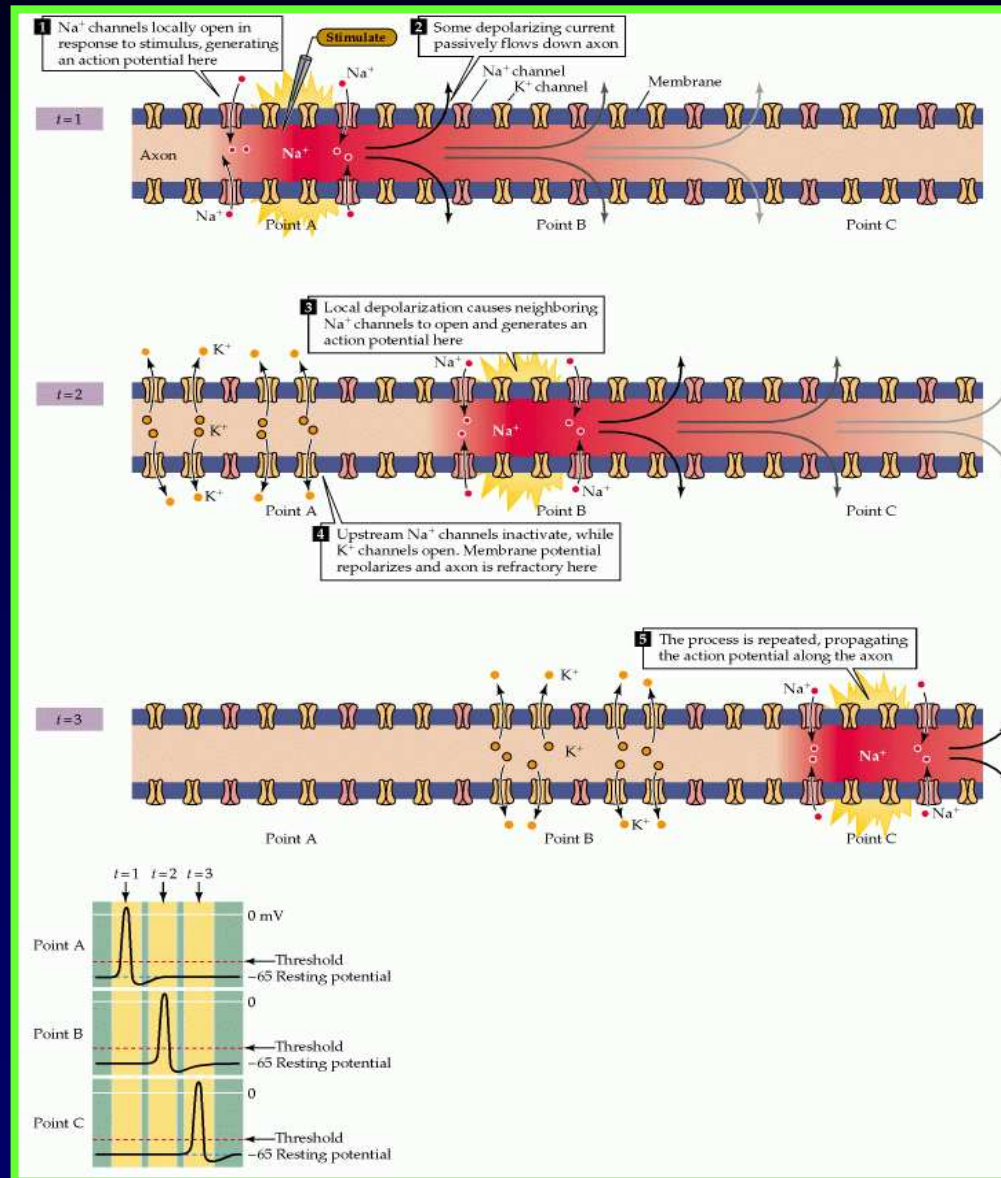 1 Na+ channels locally open in
response to stimulus, generating
an action potential here
Stimulate
2 Some depolarizing current
passively flows down axon
Na+
Na+ channel
K+ channel
Membrane
t=1
Axon
Na+
Na+
Point A
Point B
Point C
3 Local depolarization causes neighboring
Na+ channels to open and generates an
action potential here
K+
Na+
t=2
K+
Na+
K+
Na+
Point A
Point B
Point C
4 Upstream Na+ channels inactivate, while
K+ channels open. Membrane potential
repolarizes and axon is refractory here
5 The process is repeated, propagating
the action potential along the axon
K+
Na+
t=3
K+
Na+
K+
Na+
Point A
Point B
Point C
t=1 t=2 t=3
0 mV
Point A
Threshold
-65 Resting potential
0
Point B
Threshold
-65 Resting potential
0
Point C
Threshold
-65 Resting potential